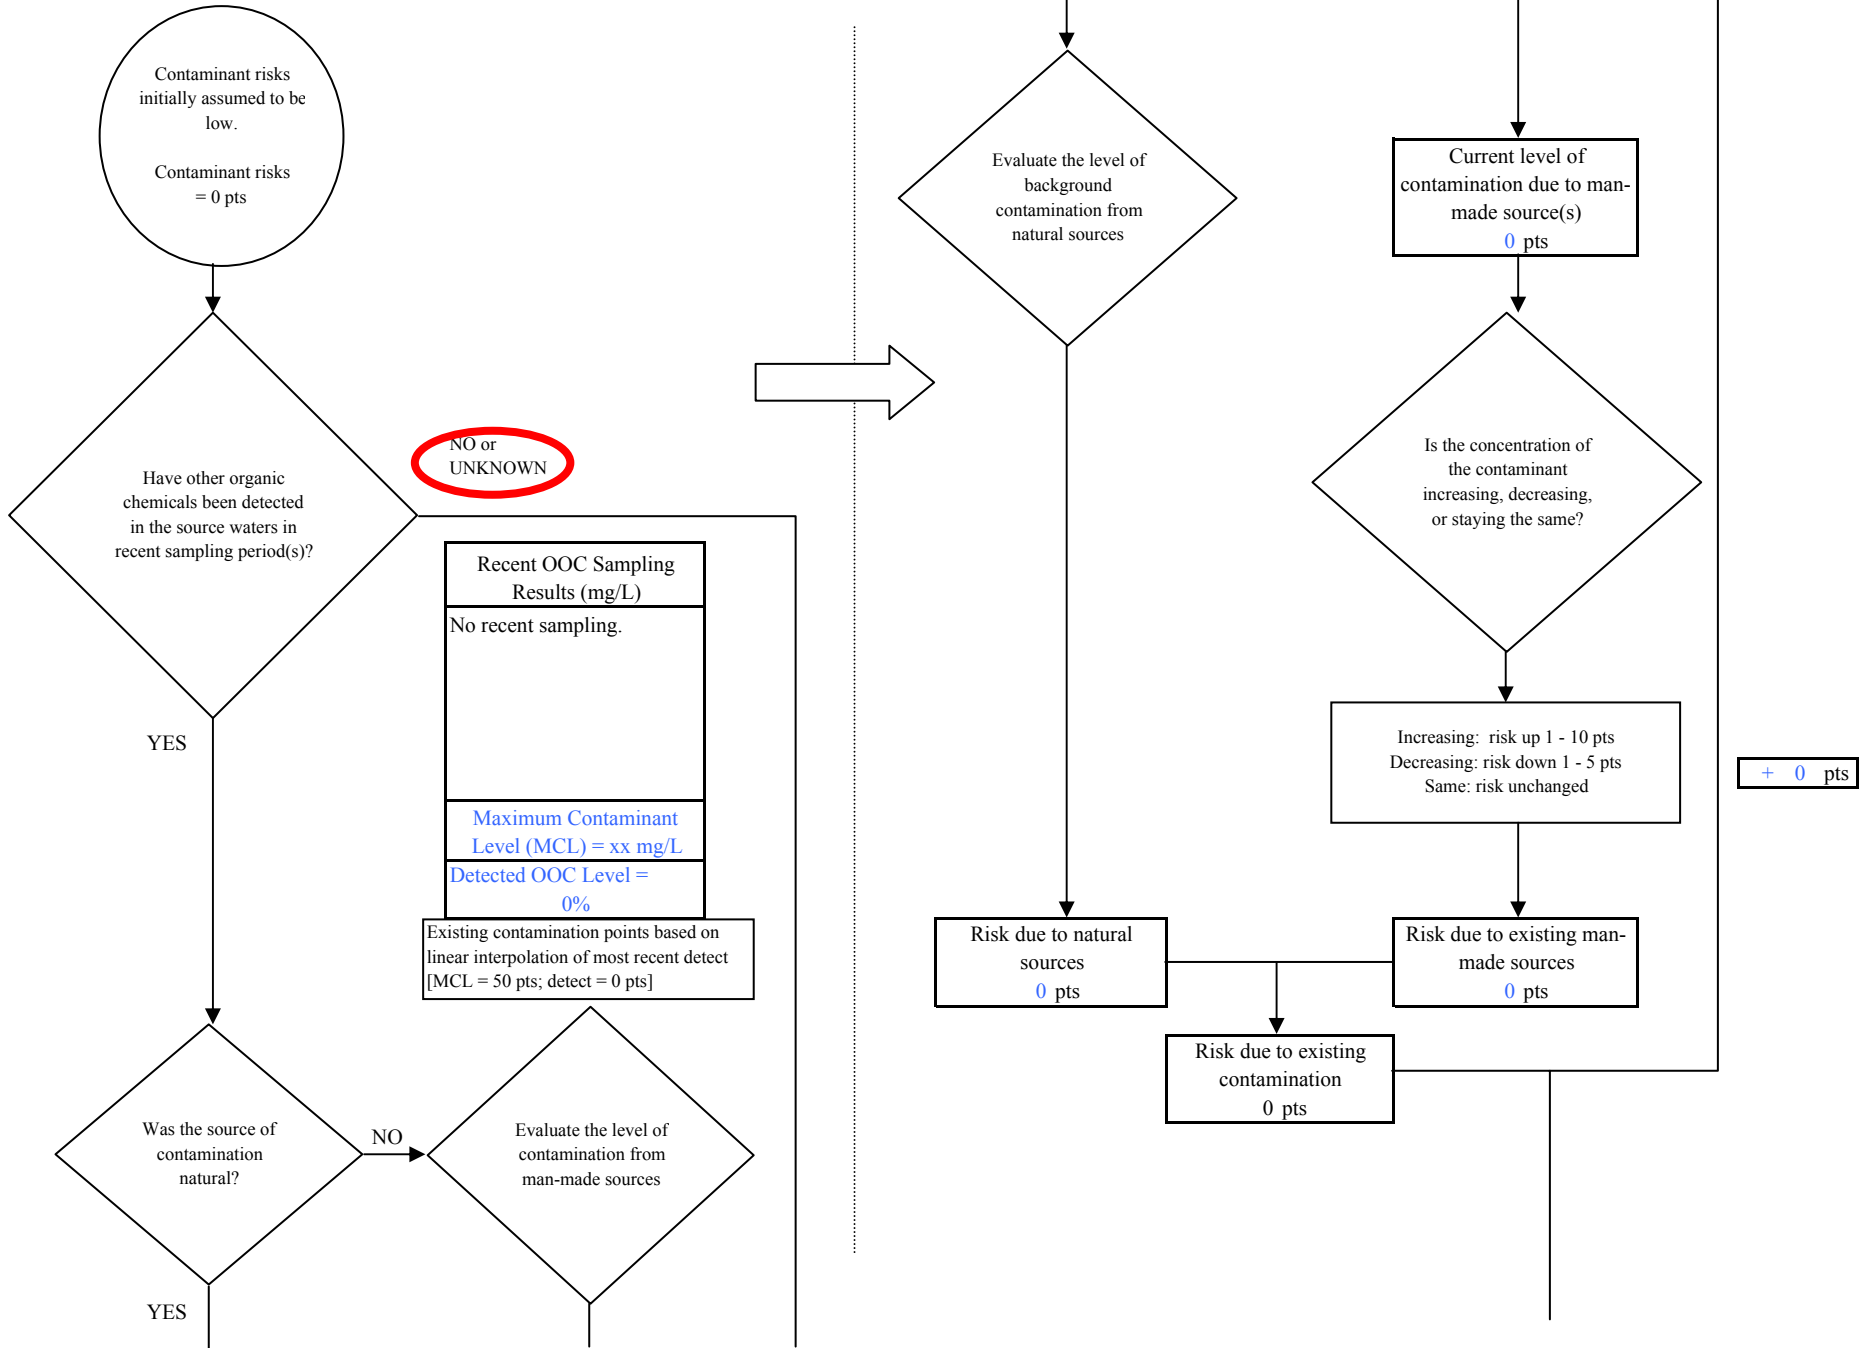 Contaminant risks
initially assumed to be
low.
Contaminant risks
= 0 pts
Have other organic
chemicals been detected
in the source waters in
recent sampling period(s)?
NO or
UNKNOWN
YES
Recent OOC Sampling
Results (mg/L)
No recent sampling.
Maximum Contaminant
Level (MCL) = xx mg/L
Detected OOC Level =
0%
Existing contamination points based on
linear interpolation of most recent detect
[MCL = 50 pts; detect = 0 pts]
Was the source of
contamination
natural?
NO
YES
Evaluate the level of
contamination from
man-made sources
Evaluate the level of
background
contamination from
natural sources
Current level of
contamination due to man-
made source(s)
0 pts
Is the concentration of
the contaminant
increasing, decreasing,
or staying the same?
Increasing: risk up 1 - 10 pts
Decreasing: risk down 1 - 5 pts
Same: risk unchanged
+ 0 pts
Risk due to natural
sources
0 pts
Risk due to existing man-
made sources
0 pts
Risk due to existing
contamination
0 pts